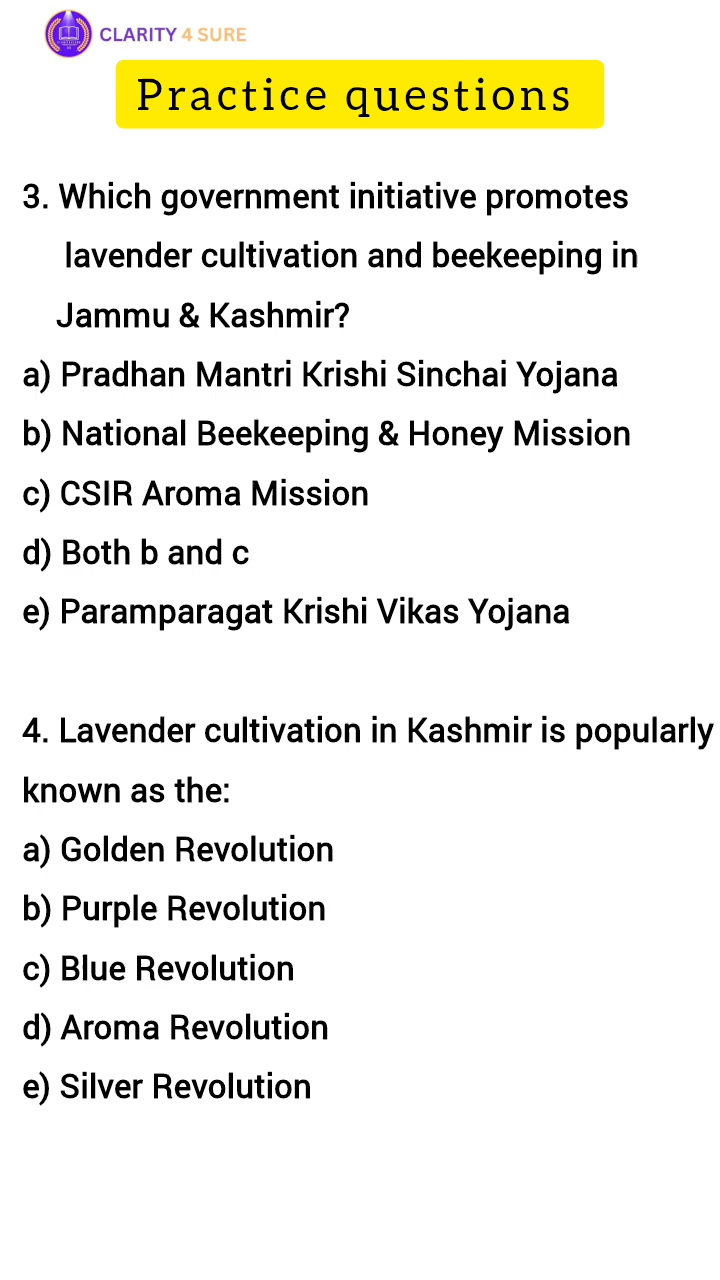 CLARITY 4 SURE
Practice questions
3. Which government initiative promotes
lavender cultivation and beekeeping in
Jammu & Kashmir?
a) Pradhan Mantri Krishi Sinchai Yojana
b) National Beekeeping & Honey Mission
c) CSIR Aroma Mission
d) Both b and c
e) Paramparagat Krishi Vikas Yojana
4. Lavender cultivation in Kashmir is popularly
known as the:
a) Golden Revolution
b) Purple Revolution
c) Blue Revolution
d) Aroma Revolution
e) Silver Revolution